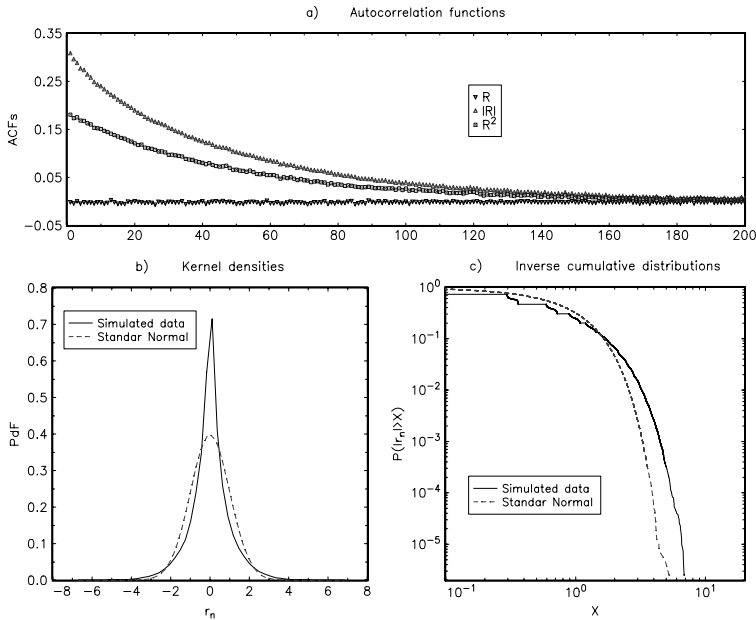 a) Autocorrelation functions
0.35
0.25
0.15
0.05
−0.05
ACFs
R
|R|
R²
0 20 40 60 80 100 120 140 160 180 200
b) Kernel densities
0.8
0.7
0.6
0.5
0.4
0.3
0.2
0.1
0.0
PdF
Simulated data
Standar Normal
−8 −6 −4 −2 0 2 4 6 8
rₙ
c) Inverse cumulative distributions
10⁰
10⁻¹
10⁻²
10⁻³
10⁻⁴
10⁻⁵
P(|rₙ|>X)
Simulated data
Standar Normal
10⁻¹ 10⁰ 10¹
X